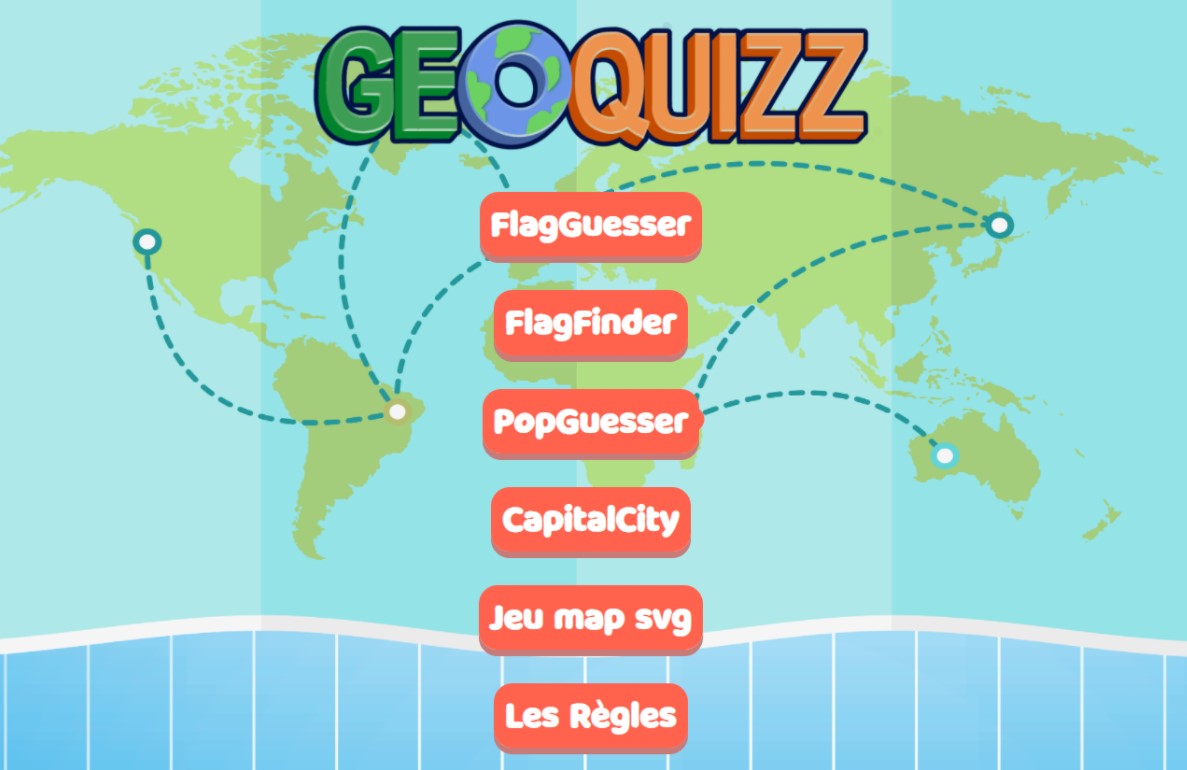 GEOQUIZZ
FlagGuesser
FlagFinder
PopGuesser
CapitalCity
Jeu map svg
Les Règles